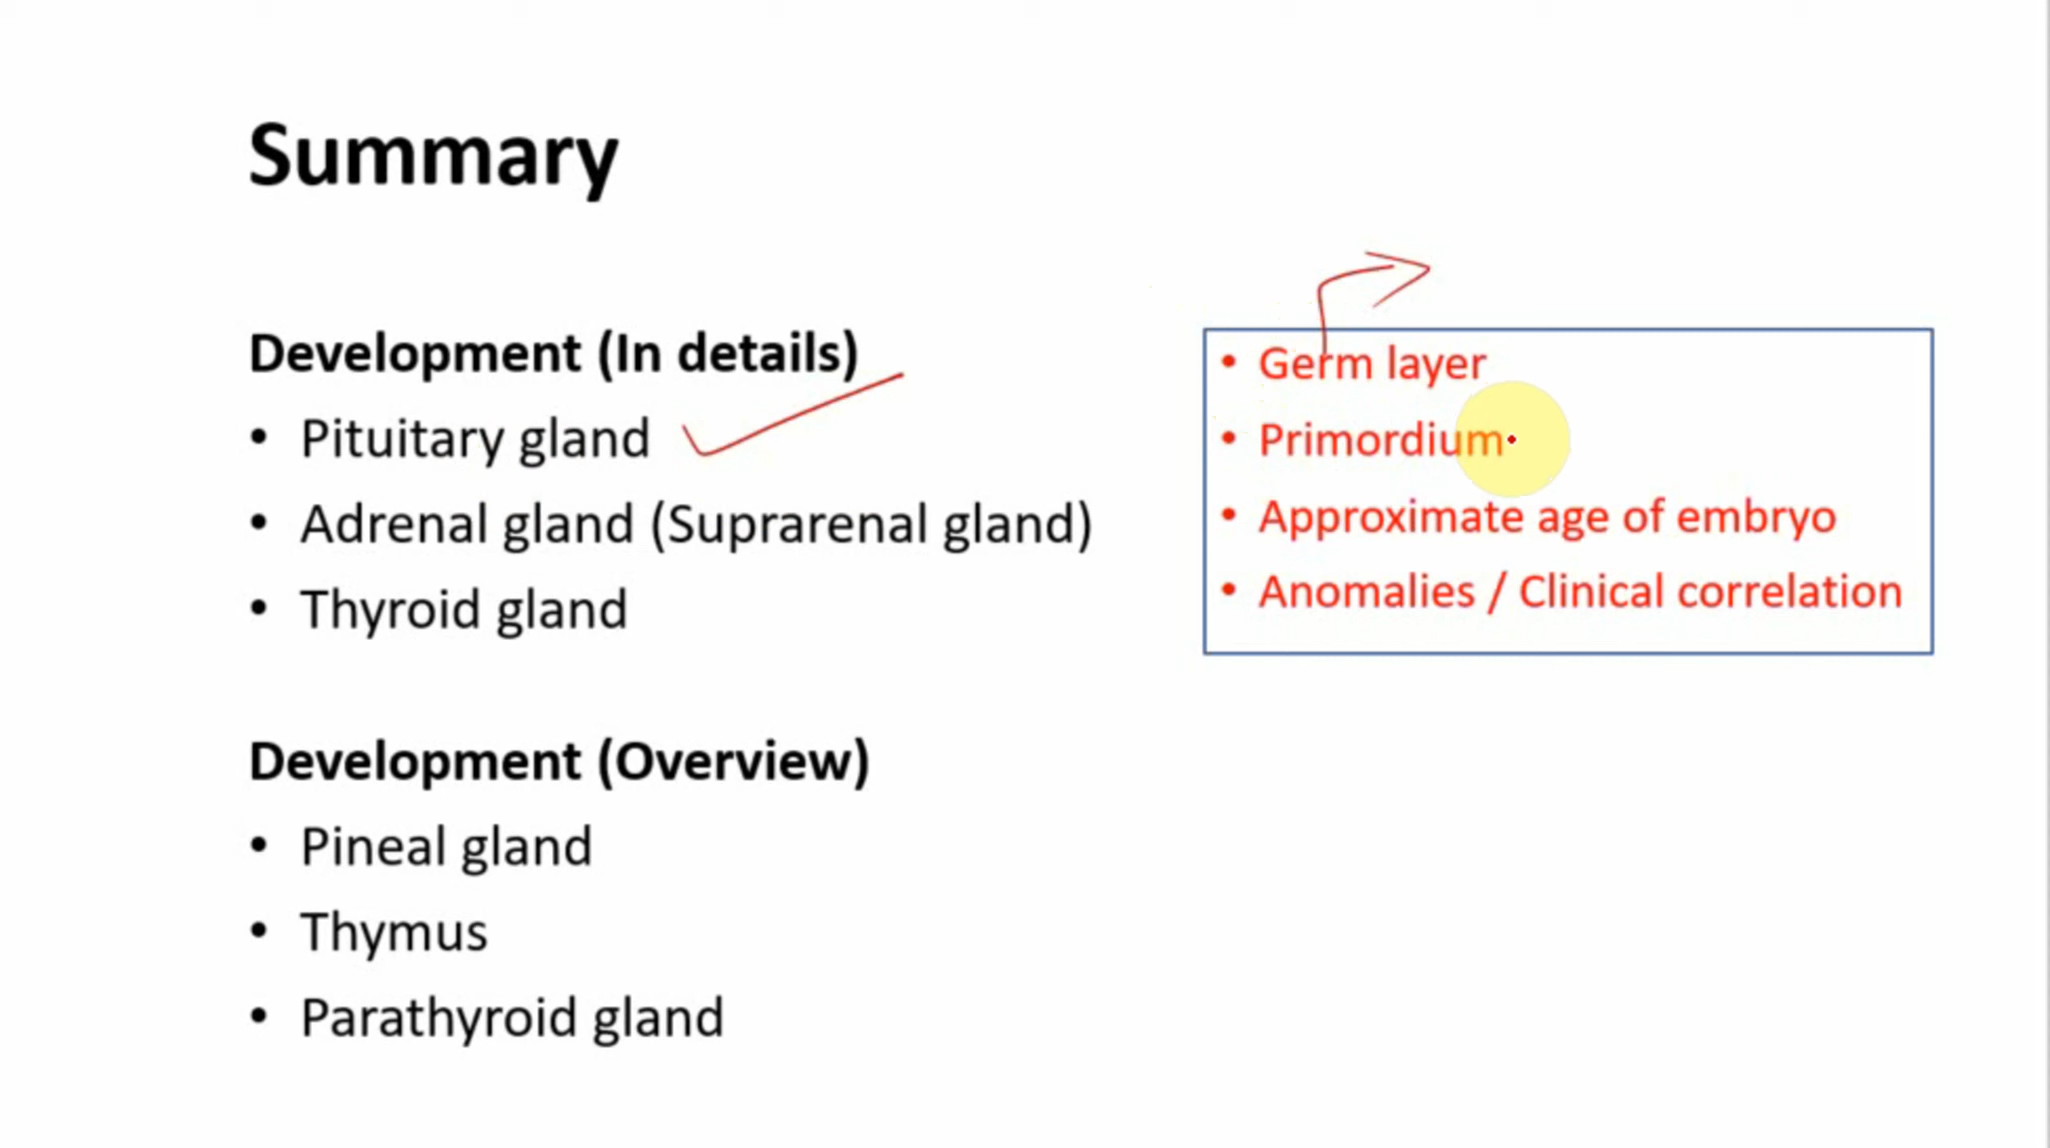 Summary
Development (In details)
• Pituitary gland
• Adrenal gland (Suprarenal gland)
• Thyroid gland
• Germ layer
• Primordium
• Approximate age of embryo
• Anomalies / Clinical correlation
Development (Overview)
• Pineal gland
• Thymus
• Parathyroid gland